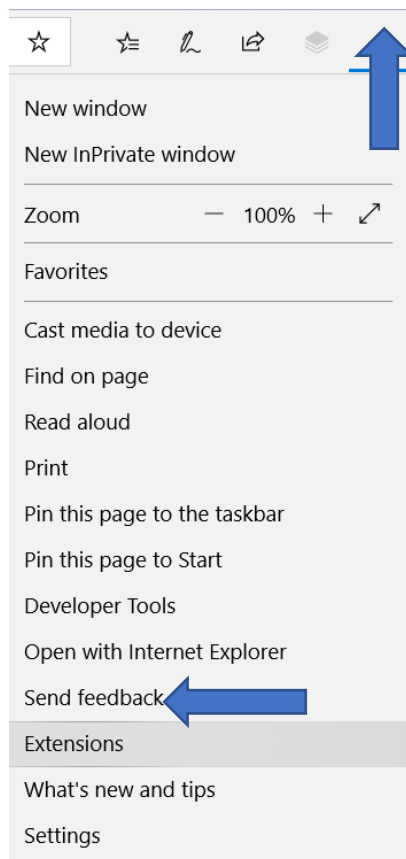 New window
New InPrivate window
Zoom — 100% +
Favorites
Cast media to device
Find on page
Read aloud
Print
Pin this page to the taskbar
Pin this page to Start
Developer Tools
Open with Internet Explorer
Send feedback
Extensions
What's new and tips
Settings